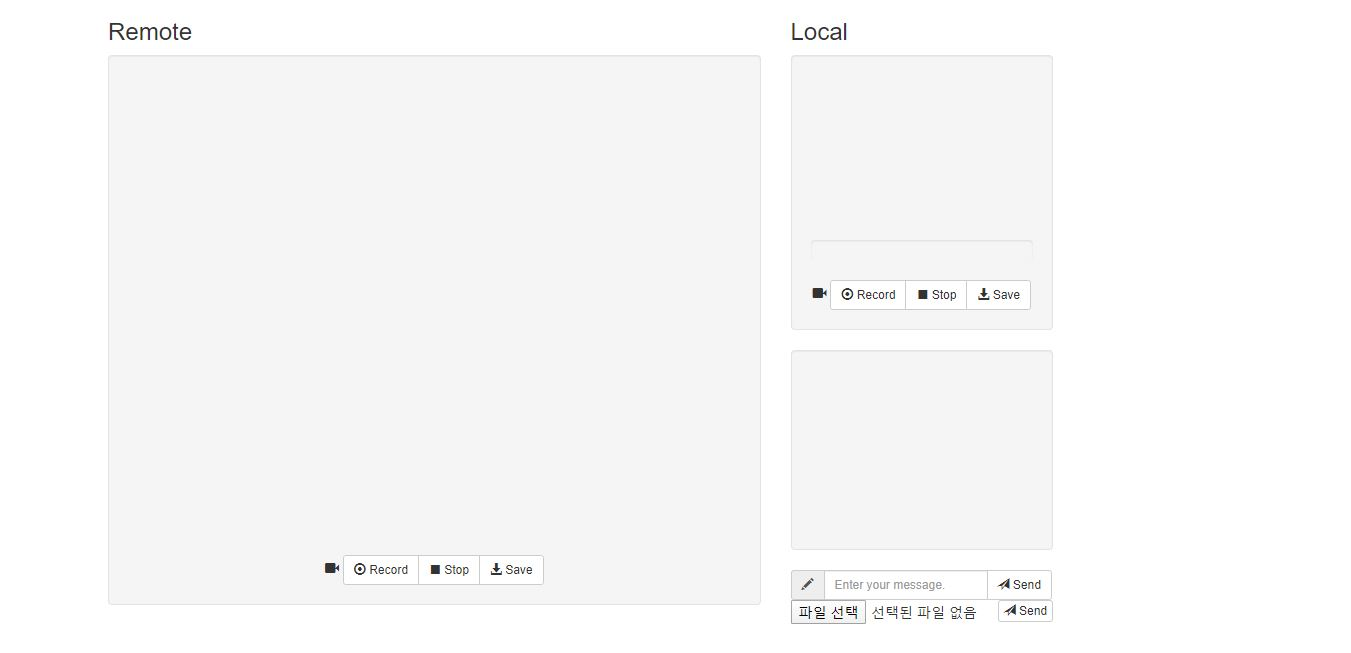 Remote
Local
Record Stop Save
Record Stop Save
Enter your message. Send
파일 선택 선택된 파일 없음 Send